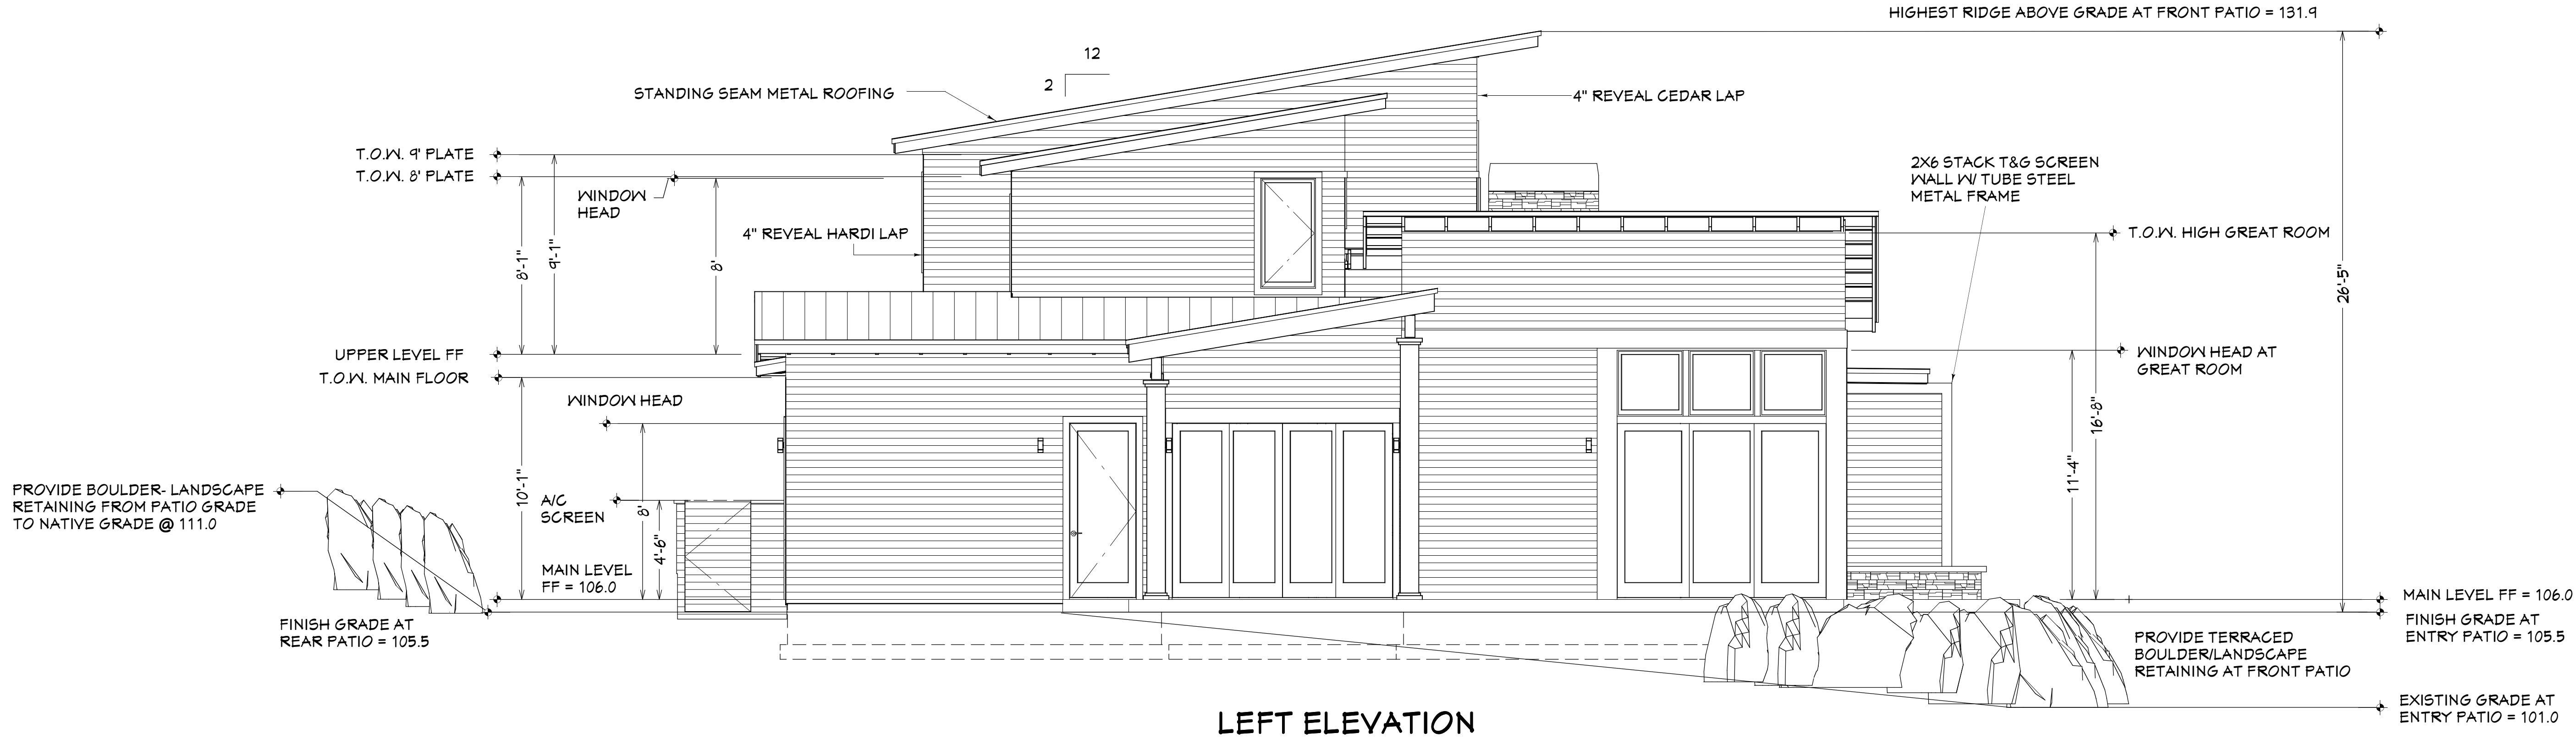 HIGHEST RIDGE ABOVE GRADE AT FRONT PATIO = 131.9
12
2
STANDING SEAM METAL ROOFING
4" REVEAL CEDAR LAP
T.O.W. 9' PLATE
T.O.W. 8' PLATE
WINDOW
HEAD
2X6 STACK T&G SCREEN
WALL W/ TUBE STEEL
METAL FRAME
4" REVEAL HARDI LAP
T.O.W. HIGH GREAT ROOM
8'-1"
9'-1"
8'
26'-5"
UPPER LEVEL FF
T.O.W. MAIN FLOOR
WINDOW HEAD AT
GREAT ROOM
WINDOW HEAD
16'-8"
11'-4"
PROVIDE BOULDER- LANDSCAPE
RETAINING FROM PATIO GRADE
TO NATIVE GRADE @ 111.0
10'-1"
A/C
SCREEN
8'
4'-6"
MAIN LEVEL
FF = 106.0
FINISH GRADE AT
REAR PATIO = 105.5
MAIN LEVEL FF = 106.0
FINISH GRADE AT
ENTRY PATIO = 105.5
PROVIDE TERRACED
BOULDER/LANDSCAPE
RETAINING AT FRONT PATIO
EXISTING GRADE AT
ENTRY PATIO = 101.0
LEFT ELEVATION